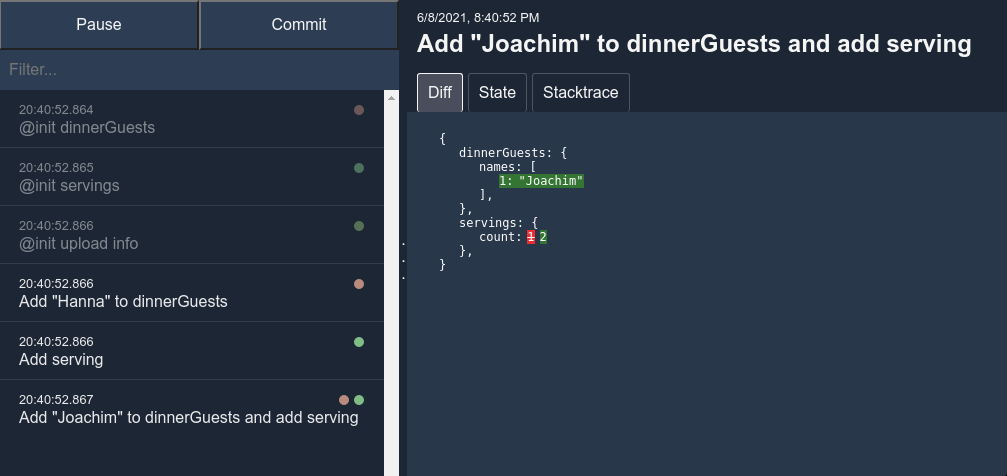 Pause
Commit
Filter...
20:40:52.864
@init dinnerGuests
20:40:52.865
@init servings
20:40:52.866
@init upload info
20:40:52.866
Add "Hanna" to dinnerGuests
20:40:52.866
Add serving
20:40:52.867
Add "Joachim" to dinnerGuests and add serving
6/8/2021, 8:40:52 PM
Add "Joachim" to dinnerGuests and add serving
Diff
State
Stacktrace
{
dinnerGuests: {
names: [
1: "Joachim"
],
},
servings: {
count: 1 2
},
}